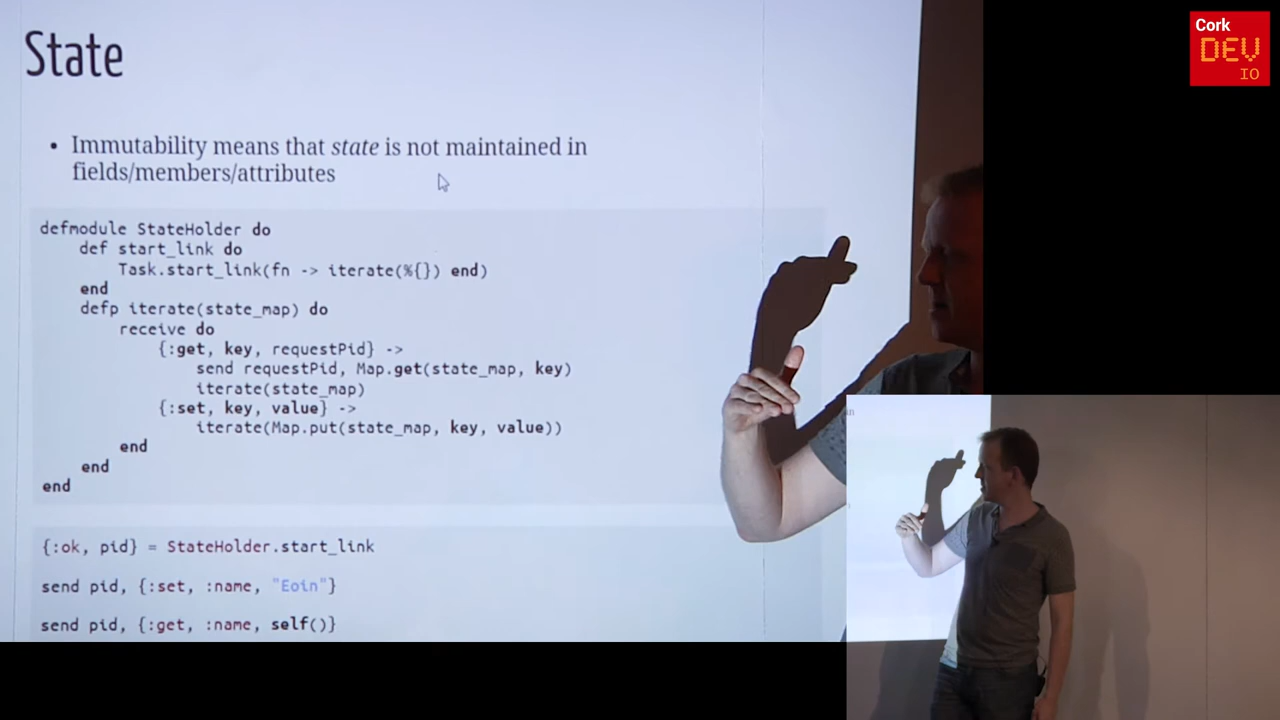 State
• Immutability means that state is not maintained in
fields/members/attributes
defmodule StateHolder do
def start_link do
Task.start_link(fn -> iterate(%{}) end)
end
defp iterate(state_map) do
receive do
{:get, key, requestPid} ->
send requestPid, Map.get(state_map, key)
iterate(state_map)
{:set, key, value} ->
iterate(Map.put(state_map, key, value))
end
end
end
{:ok, pid} = StateHolder.start_link
send pid, {:set, :name, "Eoin"}
send pid, {:get, :name, self()}
Cork
DEV
IO